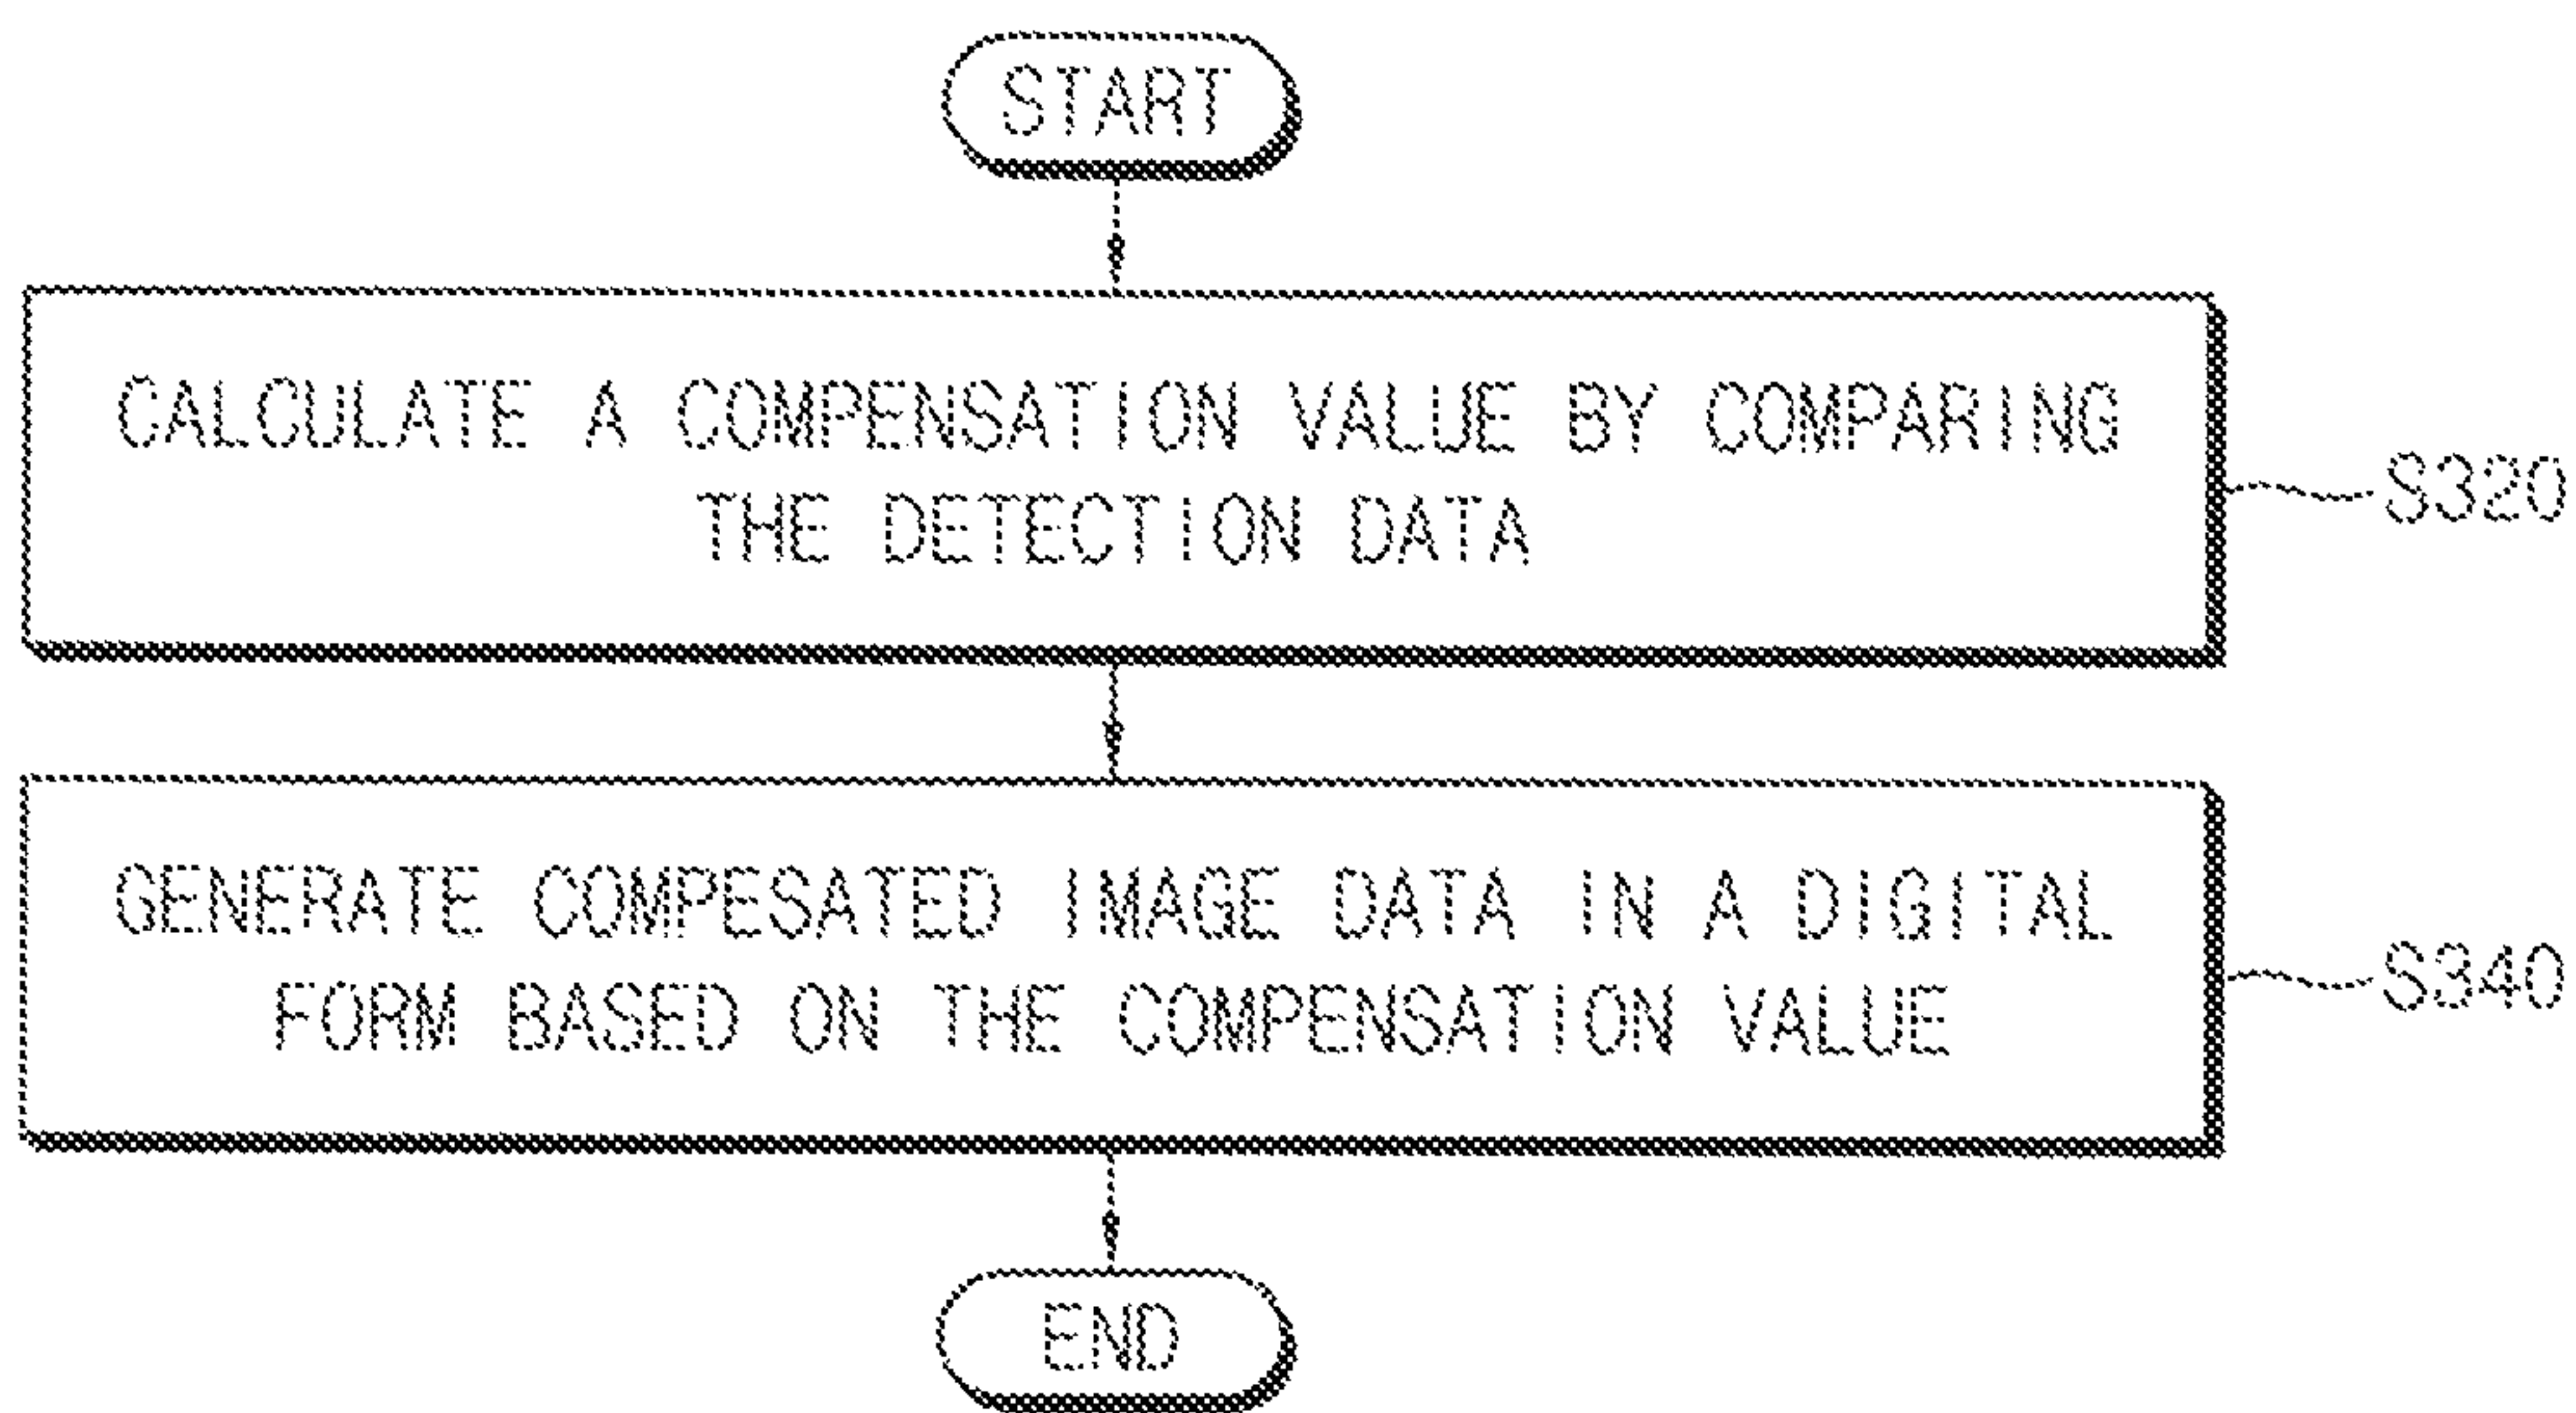 START
CALCULATE A COMPENSATION VALUE BY COMPARING
THE DETECTION DATA
S320
GENERATE COMPESATED IMAGE DATA IN A DIGITAL
FORM BASED ON THE COMPENSATION VALUE
S340
END